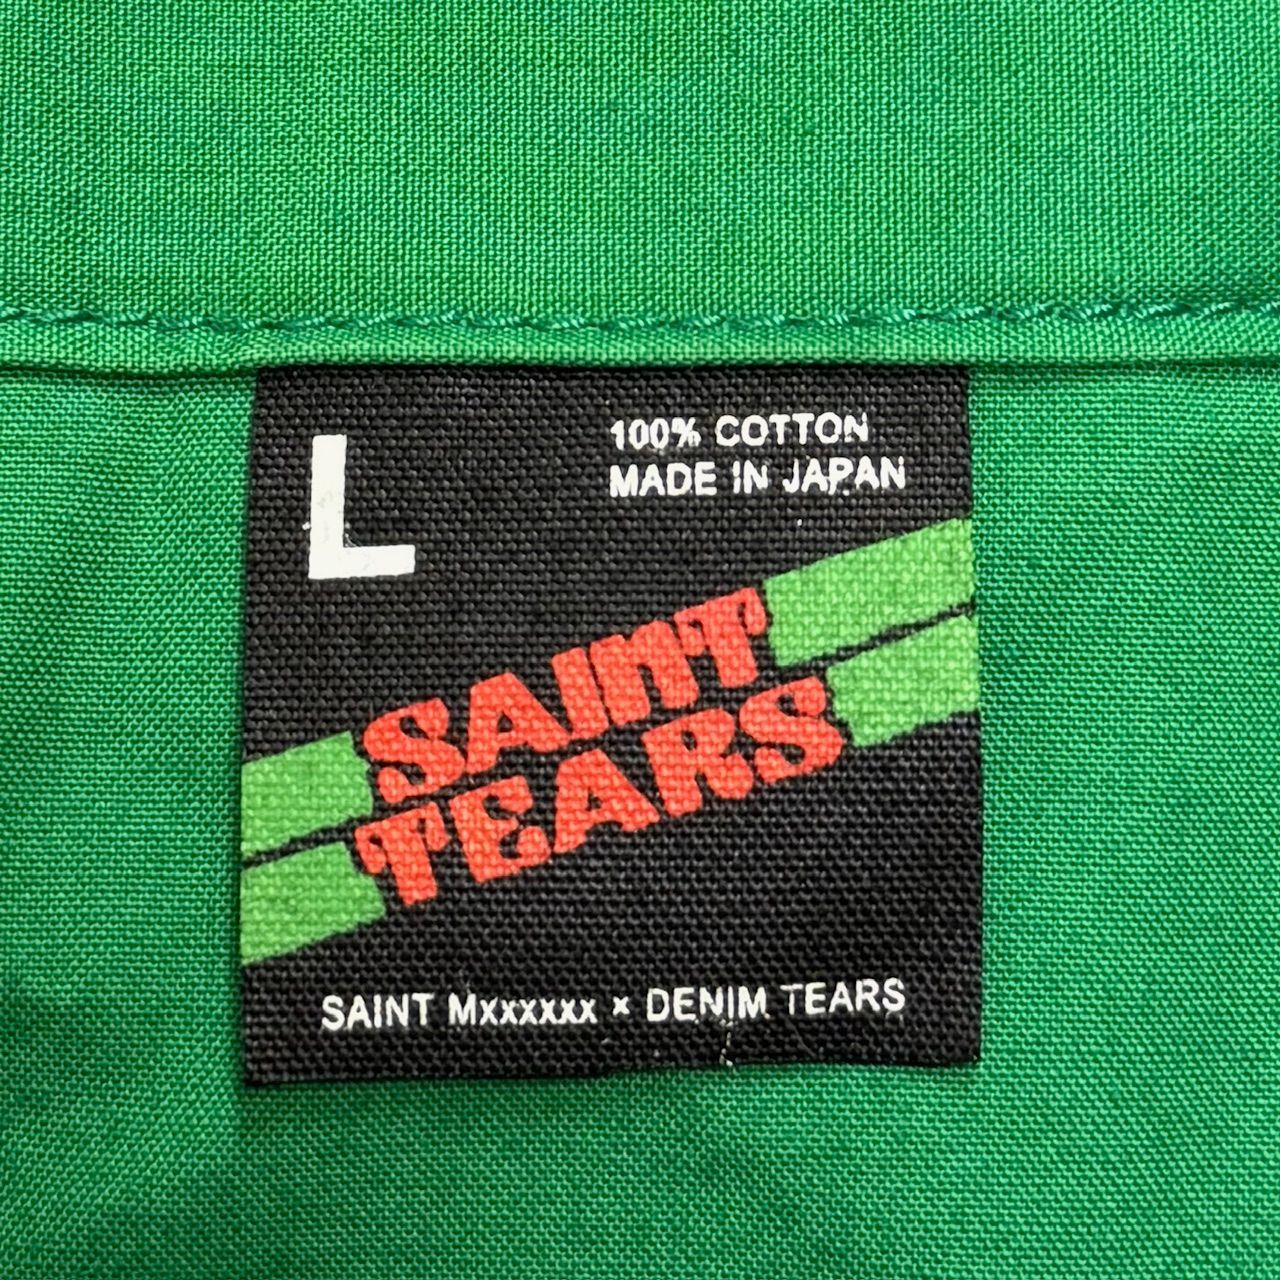 L
100% COTTON
MADE IN JAPAN
SAINT
TEARS
SAINT Mxxxxxx × DENIM TEARS